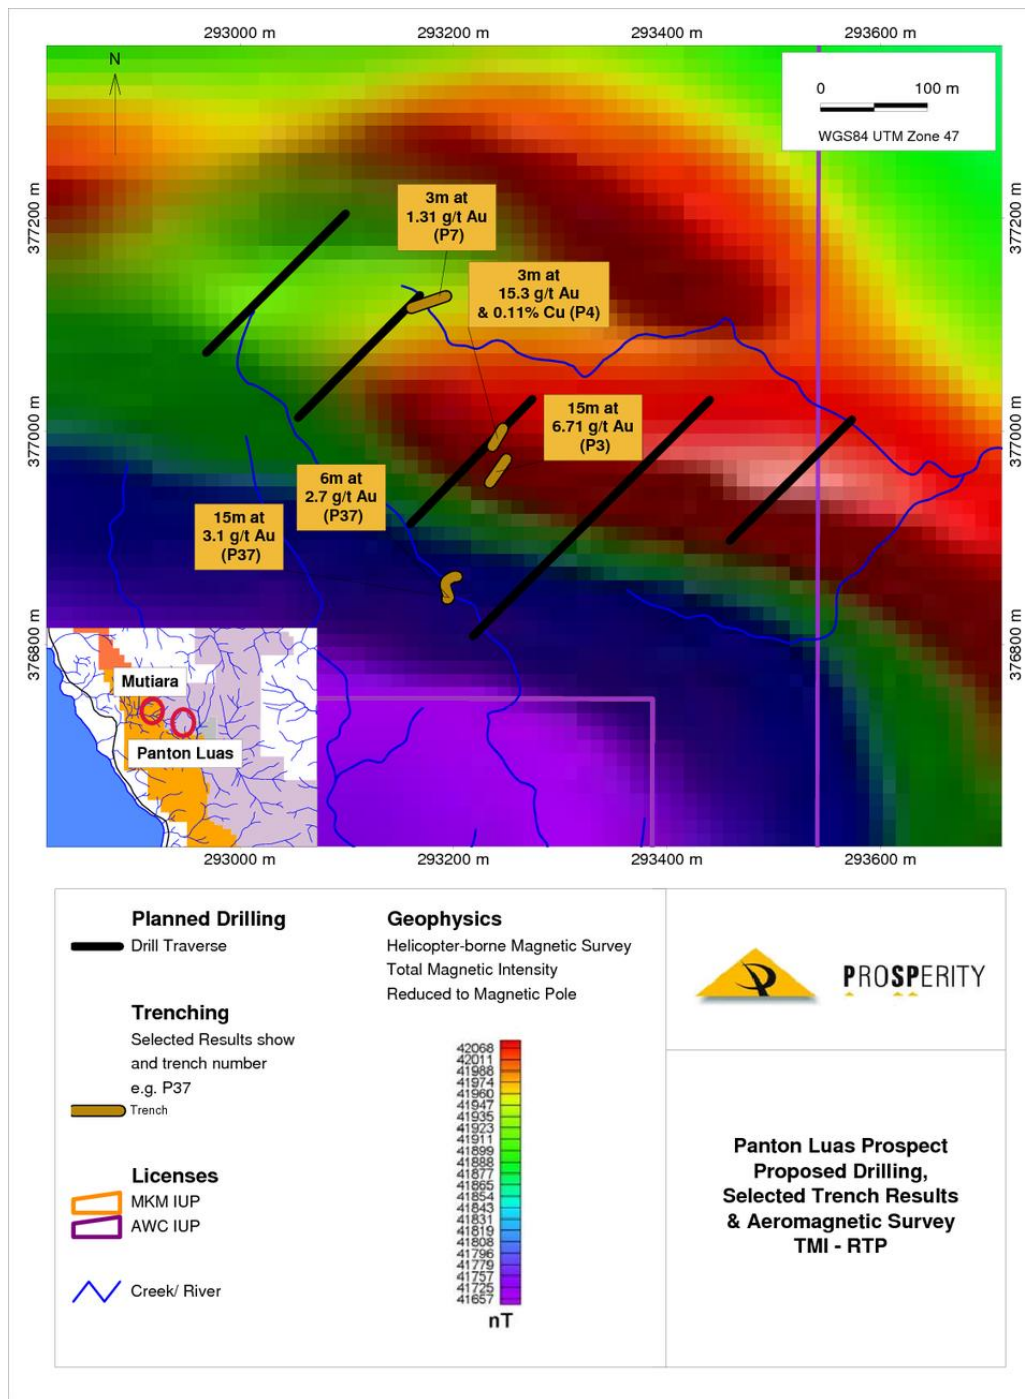 293000 m
293200 m
293400 m
293600 m
N
0
100 m
WGS84 UTM Zone 47
377200 m
377200 m
3m at
1.31 g/t Au
(P7)
3m at
15.3 g/t Au
& 0.11% Cu (P4)
377000 m
377000 m
15m at
6.71 g/t Au
(P3)
6m at
2.7 g/t Au
(P37)
15m at
3.1 g/t Au
(P37)
376800 m
376800 m
Mutiara
Panton Luas
293000 m
293200 m
293400 m
293600 m
Planned Drilling
Drill Traverse
Trenching
Selected Results show
and trench number
e.g. P37
Trench
Licenses
MKM IUP
AWC IUP
Creek/ River
Geophysics
Helicopter-borne Magnetic Survey
Total Magnetic Intensity
Reduced to Magnetic Pole
42068
42011
41988
41974
41960
41947
41935
41923
41911
41899
41888
41877
41865
41854
41843
41831
41819
41808
41796
41779
41757
41725
41657
nT
PROSPERITY
Panton Luas Prospect
Proposed Drilling,
Selected Trench Results
& Aeromagnetic Survey
TMI - RTP